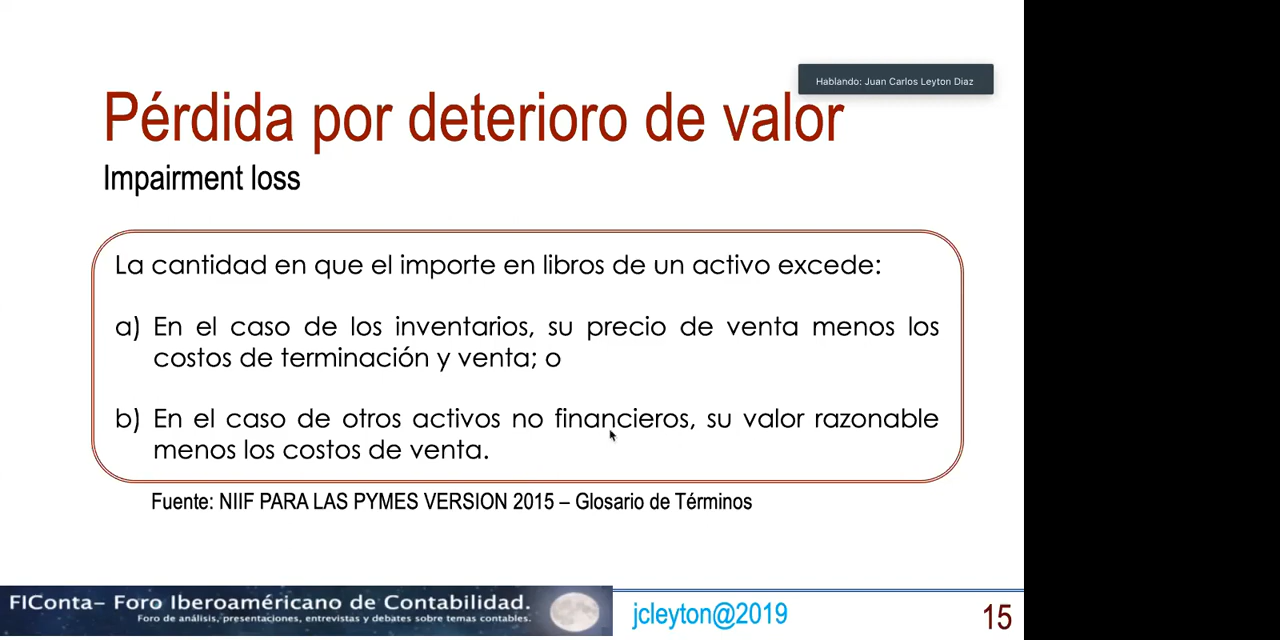 Hablando: Juan Carlos Leyton Diaz
Pérdida por deterioro de valor
Impairment loss
La cantidad en que el importe en libros de un activo excede:
a) En el caso de los inventarios, su precio de venta menos los
costos de terminación y venta; o
b) En el caso de otros activos no financieros, su valor razonable
menos los costos de venta.
Fuente: NIIF PARA LAS PYMES VERSION 2015 – Glosario de Términos
FIConta– Foro Iberoaméricano de Contabilidad.
Foro de análisis, presentaciones, entrevistas y debates sobre temas contables.
jcleyton@2019
15